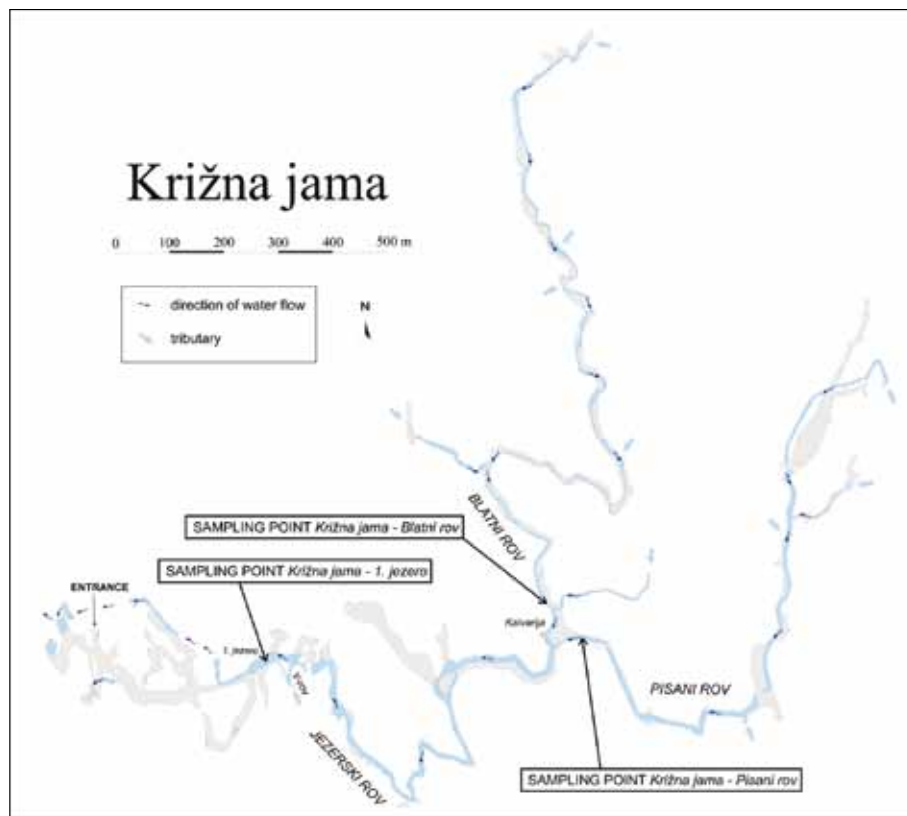 Križna jama
0 100 200 300 400 500 m
direction of water flow
N
tributary
BLATNI ROV
SAMPLING POINT Križna jama - Blatni rov
SAMPLING POINT Križna jama - 1. jezero
ENTRANCE
Kalvarija
1. jezero
PISANI ROV
JEZERSKI ROV
SAMPLING POINT Križna jama - Pisani rov